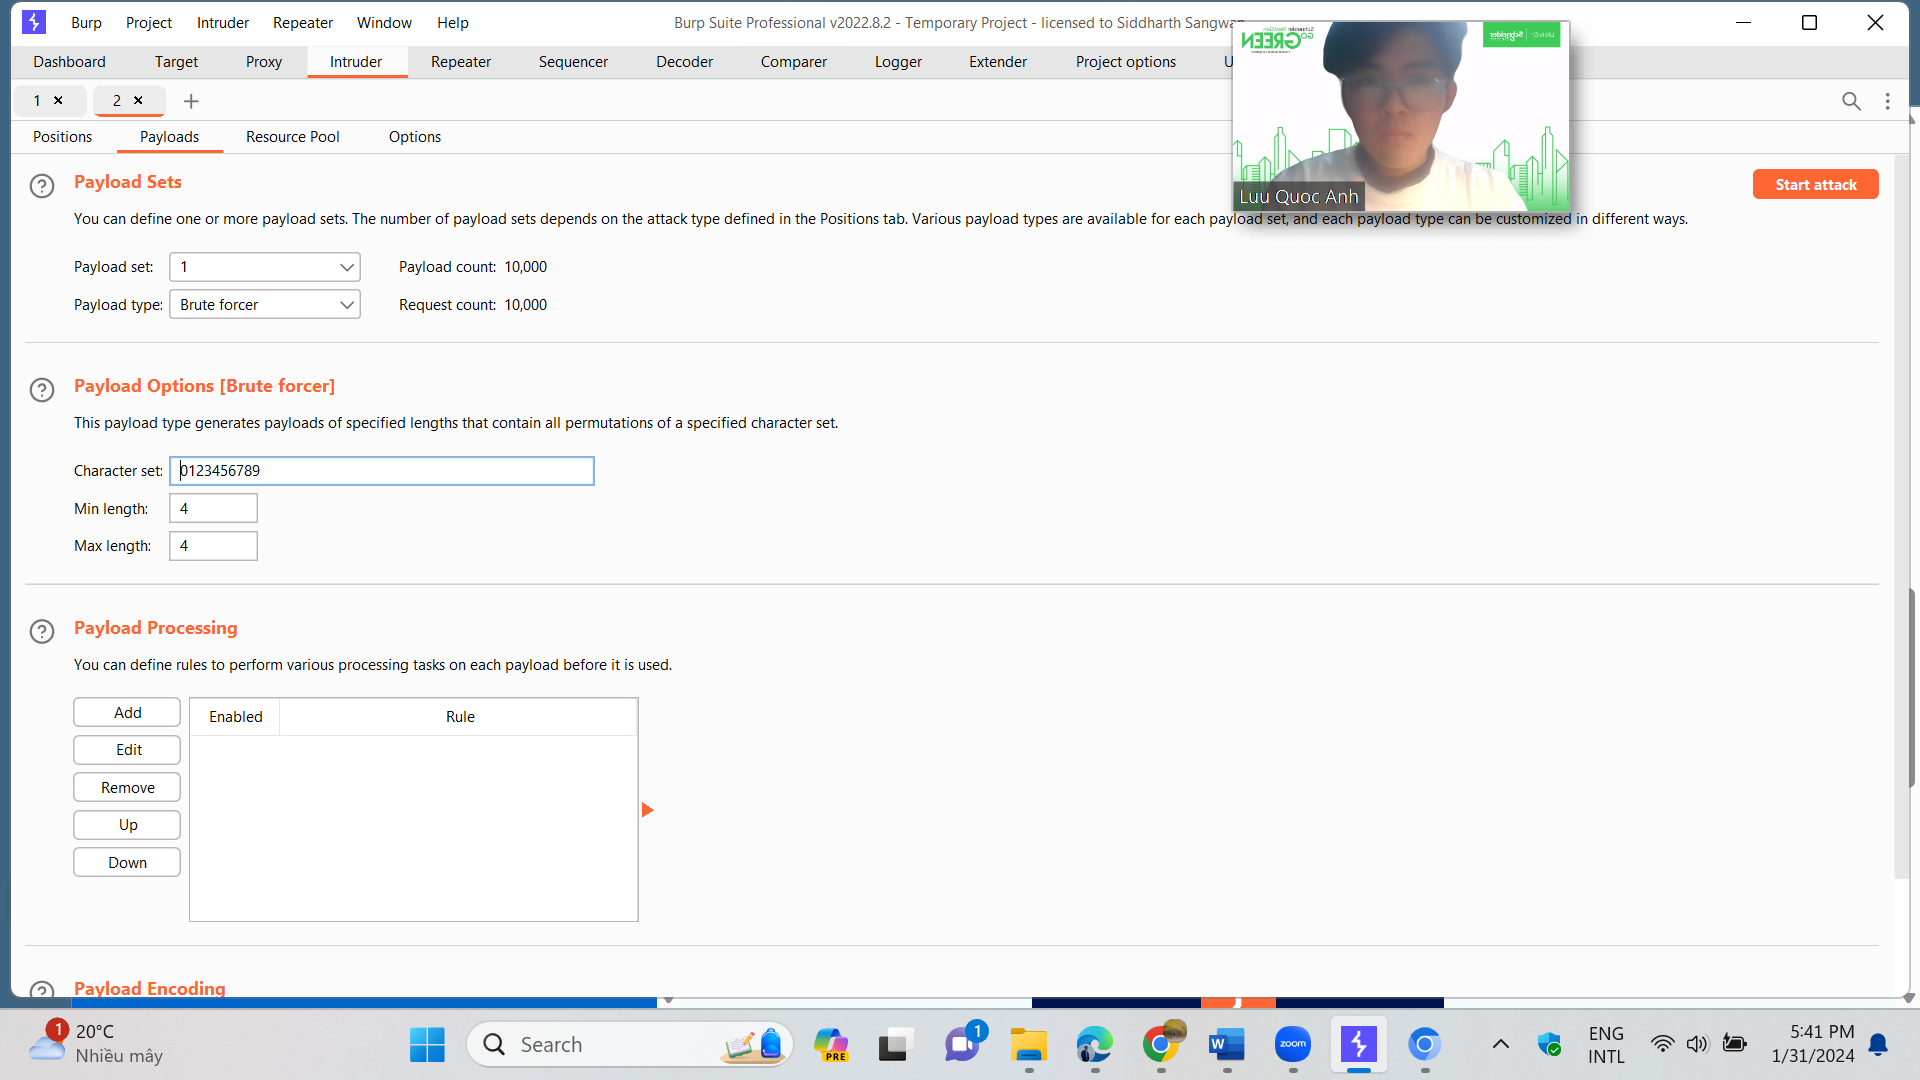 Burp Project Intruder Repeater Window Help
Burp Suite Professional v2022.8.2 - Temporary Project - licensed to Siddharth Sangwan
Dashboard Target Proxy Intruder Repeater Sequencer Decoder Comparer Logger Extender Project options U
1 2
Positions Payloads Resource Pool Options
GO GREEN
Schneider
Luu Quoc Anh
Payload Sets
Start attack
You can define one or more payload sets. The number of payload sets depends on the attack type defined in the Positions tab. Various payload types are available for each payload set, and each payload type can be customized in different ways.
Payload set: 1 Payload count: 10,000
Payload type: Brute forcer Request count: 10,000
Payload Options [Brute forcer]
This payload type generates payloads of specified lengths that contain all permutations of a specified character set.
Character set: 0123456789
Min length: 4
Max length: 4
Payload Processing
You can define rules to perform various processing tasks on each payload before it is used.
Add
Edit
Remove
Up
Down
Enabled Rule
Payload Encoding
1
20°C
Nhiều mây
Search
PRE
1
W
zoom
ENG
INTL
5:41 PM
1/31/2024